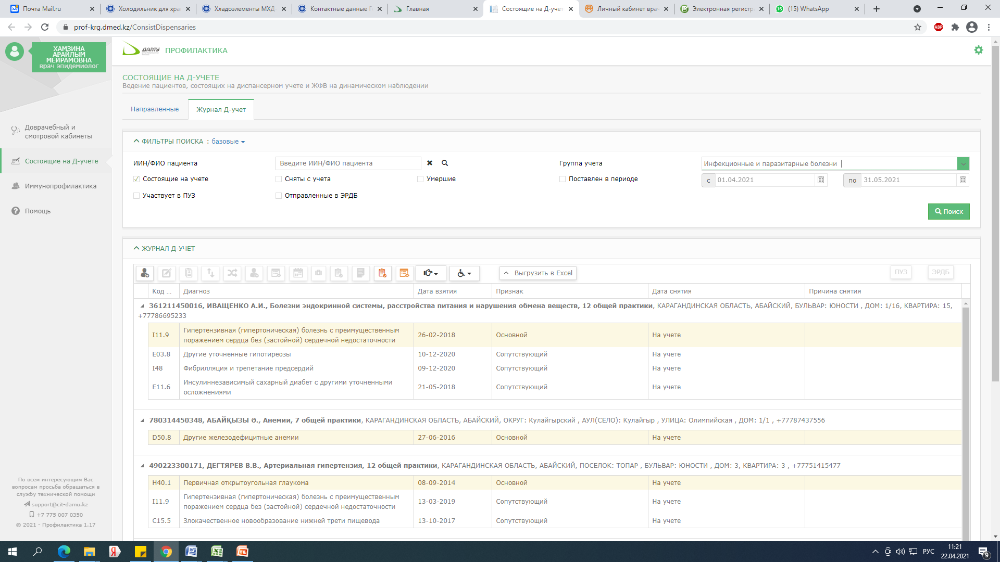 Почта Mail.ru
Холодильник для хра
Хладоэлементы МХД-
Контактные данные Г
Главная
Состоящие на Д-учет
Личный кабинет врач
Электронная регистр
(15) WhatsApp
prof-krg.dmed.kz/ConsistDispensaries
ABP
ХАМЗИНА
АРАЙЛЫМ
МЕЙРАМОВНА
врач эпидемиолог
ДАМУ
ПРОФИЛАКТИКА
СОСТОЯЩИЕ НА Д-УЧЕТЕ
Ведение пациентов, состоящих на диспансерном учете и ЖФВ на динамическом наблюдении
Направленные
Журнал Д-учет
Доврачебный и
смотровой кабинеты
Состоящие на Д-учете
Иммунопрофилактика
Помощь
ФИЛЬТРЫ ПОИСКА : базовые
ИИН/ФИО пациента
Введите ИИН/ФИО пациента
Группа учета
Инфекционные и паразитарные болезни
Состоящие на учете
Сняты с учета
Умершие
Поставлен в периоде
с 01.04.2021
по 31.05.2021
Участвует в ПУЗ
Отправленные в ЭРДБ
Поиск
ЖУРНАЛ Д-УЧЕТ
Выгрузить в Excel
ПУЗ
ЭРДБ
Код ... Диагноз Дата взятия Признак Дата снятия Причина снятия
361211450016, ИВАЩЕНКО А.И., Болезни эндокринной системы, расстройства питания и нарушения обмена веществ, 12 общей практики, КАРАГАНДИНСКАЯ ОБЛАСТЬ, АБАЙСКИЙ, БУЛЬВАР: ЮНОСТИ , ДОМ: 1/16, КВАРТИРА: 15,
+77786695233
I11.9 Гипертензивная (гипертоническая) болезнь с преимущественным
поражением сердца без (застойной) сердечной недостаточности 26-02-2018 Основной На учете
E03.8 Другие уточненные гипотиреозы 10-12-2020 Сопутствующий На учете
I48 Фибрилляция и трепетание предсердий 09-12-2020 Сопутствующий На учете
E11.6 Инсулиннезависимый сахарный диабет с другими уточненными
осложнениями 21-05-2018 Сопутствующий На учете
780314450348, АБАЙҚЫЗЫ Ә., Анемии, 7 общей практики, КАРАГАНДИНСКАЯ ОБЛАСТЬ, АБАЙСКИЙ, ОКРУГ: Кулайгырский , АУЛ(СЕЛО): Кулайгыр , УЛИЦА: Олимпийская , ДОМ: 1/1 , +77787437556
D50.8 Другие железодефицитные анемии 27-06-2016 Основной На учете
490223300171, ДЕГТЯРЕВ В.В., Артериальная гипертензия, 12 общей практики, КАРАГАНДИНСКАЯ ОБЛАСТЬ, АБАЙСКИЙ, ПОСЕЛОК: ТОПАР , БУЛЬВАР: ЮНОСТИ , ДОМ: 3, КВАРТИРА: 3 , +77751415477
H40.1 Первичная открытоугольная глаукома 08-09-2014 Основной На учете
I11.9 Гипертензивная (гипертоническая) болезнь с преимущественным
поражением сердца без (застойной) сердечной недостаточности 13-03-2019 Сопутствующий На учете
C15.5 Злокачественное новообразование нижней трети пищевода 13-10-2017 Сопутствующий На учете
По всем интересующим Вас
вопросам просьба обращаться в
службу технической помощи
support@cit-damu.kz
+7 775 007 0350
© 2021 - Профилактика 1.17
РУС
11:21
22.04.2021
9